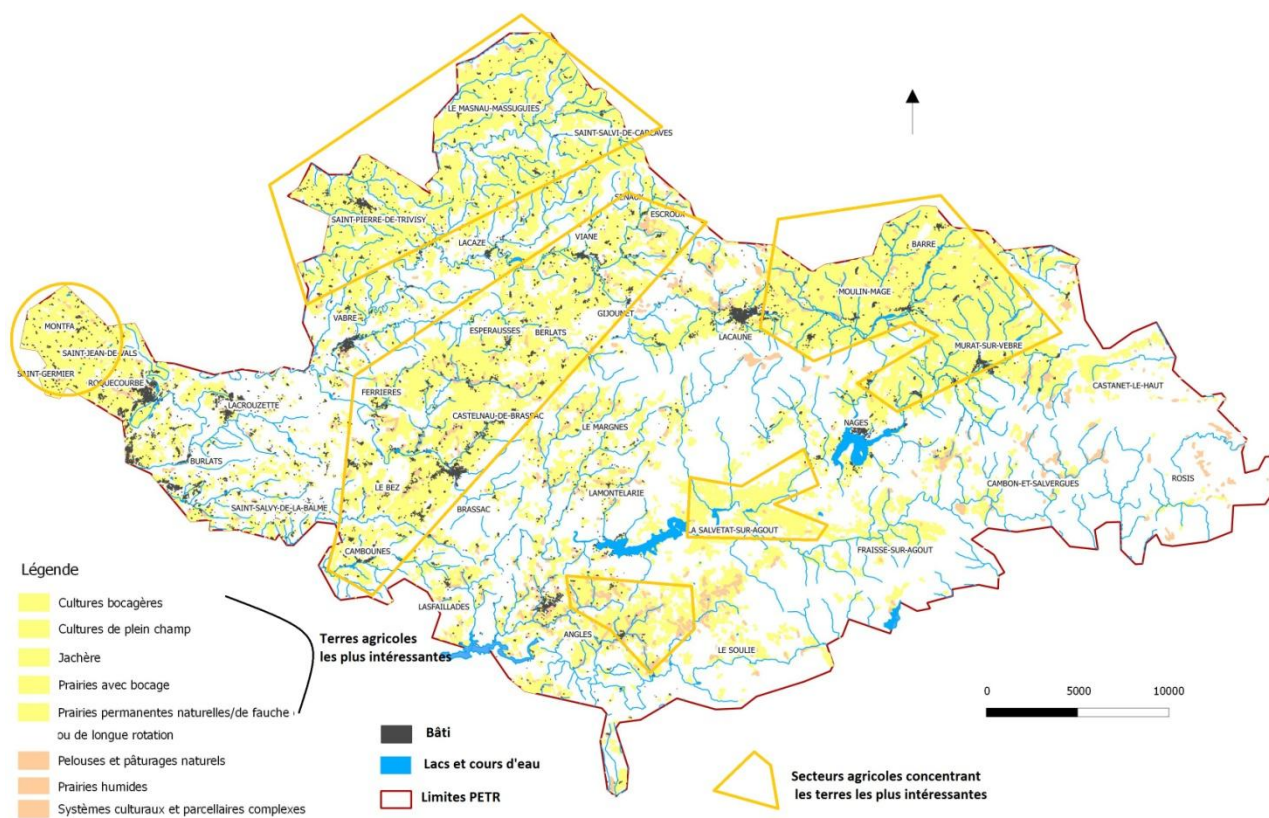 LE MASNAU-MASSUGUIES
SAINT-SALVI-DE-CARCAVES
SAINT-PIERRE-DE-TRIVISY
SENAUX
ESCROUX
LACAZE
VIANE
BARRE
MOULIN-MAGE
MONTFA
VABRE
GIJOUNET
ESPERAUSSES
BERLATS
LACAUNE
MURAT-SUR-VEBRE
SAINT-JEAN-DE-VALS
SAINT-GERMIER
ROQUECOURBE
CASTANET-LE-HAUT
FERRIERES
LACROUZETTE
CASTELNAU-DE-BRASSAC
LE MARGNES
NAGES
BURLATS
LE BEZ
LAMONTELARIE
CAMBON-ET-SALVERGUES
ROSIS
SAINT-SALVY-DE-LA-BALME
BRASSAC
LA SALVETAT-SUR-AGOUT
FRAISSE-SUR-AGOUT
CAMBOUNES
LASFAILLADES
ANGLES
LE SOULIE
Légende
Cultures bocagères
Cultures de plein champ
Jachère
Prairies avec bocage
Prairies permanentes naturelles/de fauche
ou de longue rotation
Pelouses et pâturages naturels
Prairies humides
Systèmes culturaux et parcellaires complexes
Terres agricoles
les plus intéressantes
Bâti
Lacs et cours d'eau
Limites PETR
0 5000 10000
Secteurs agricoles concentrant
les terres les plus intéressantes